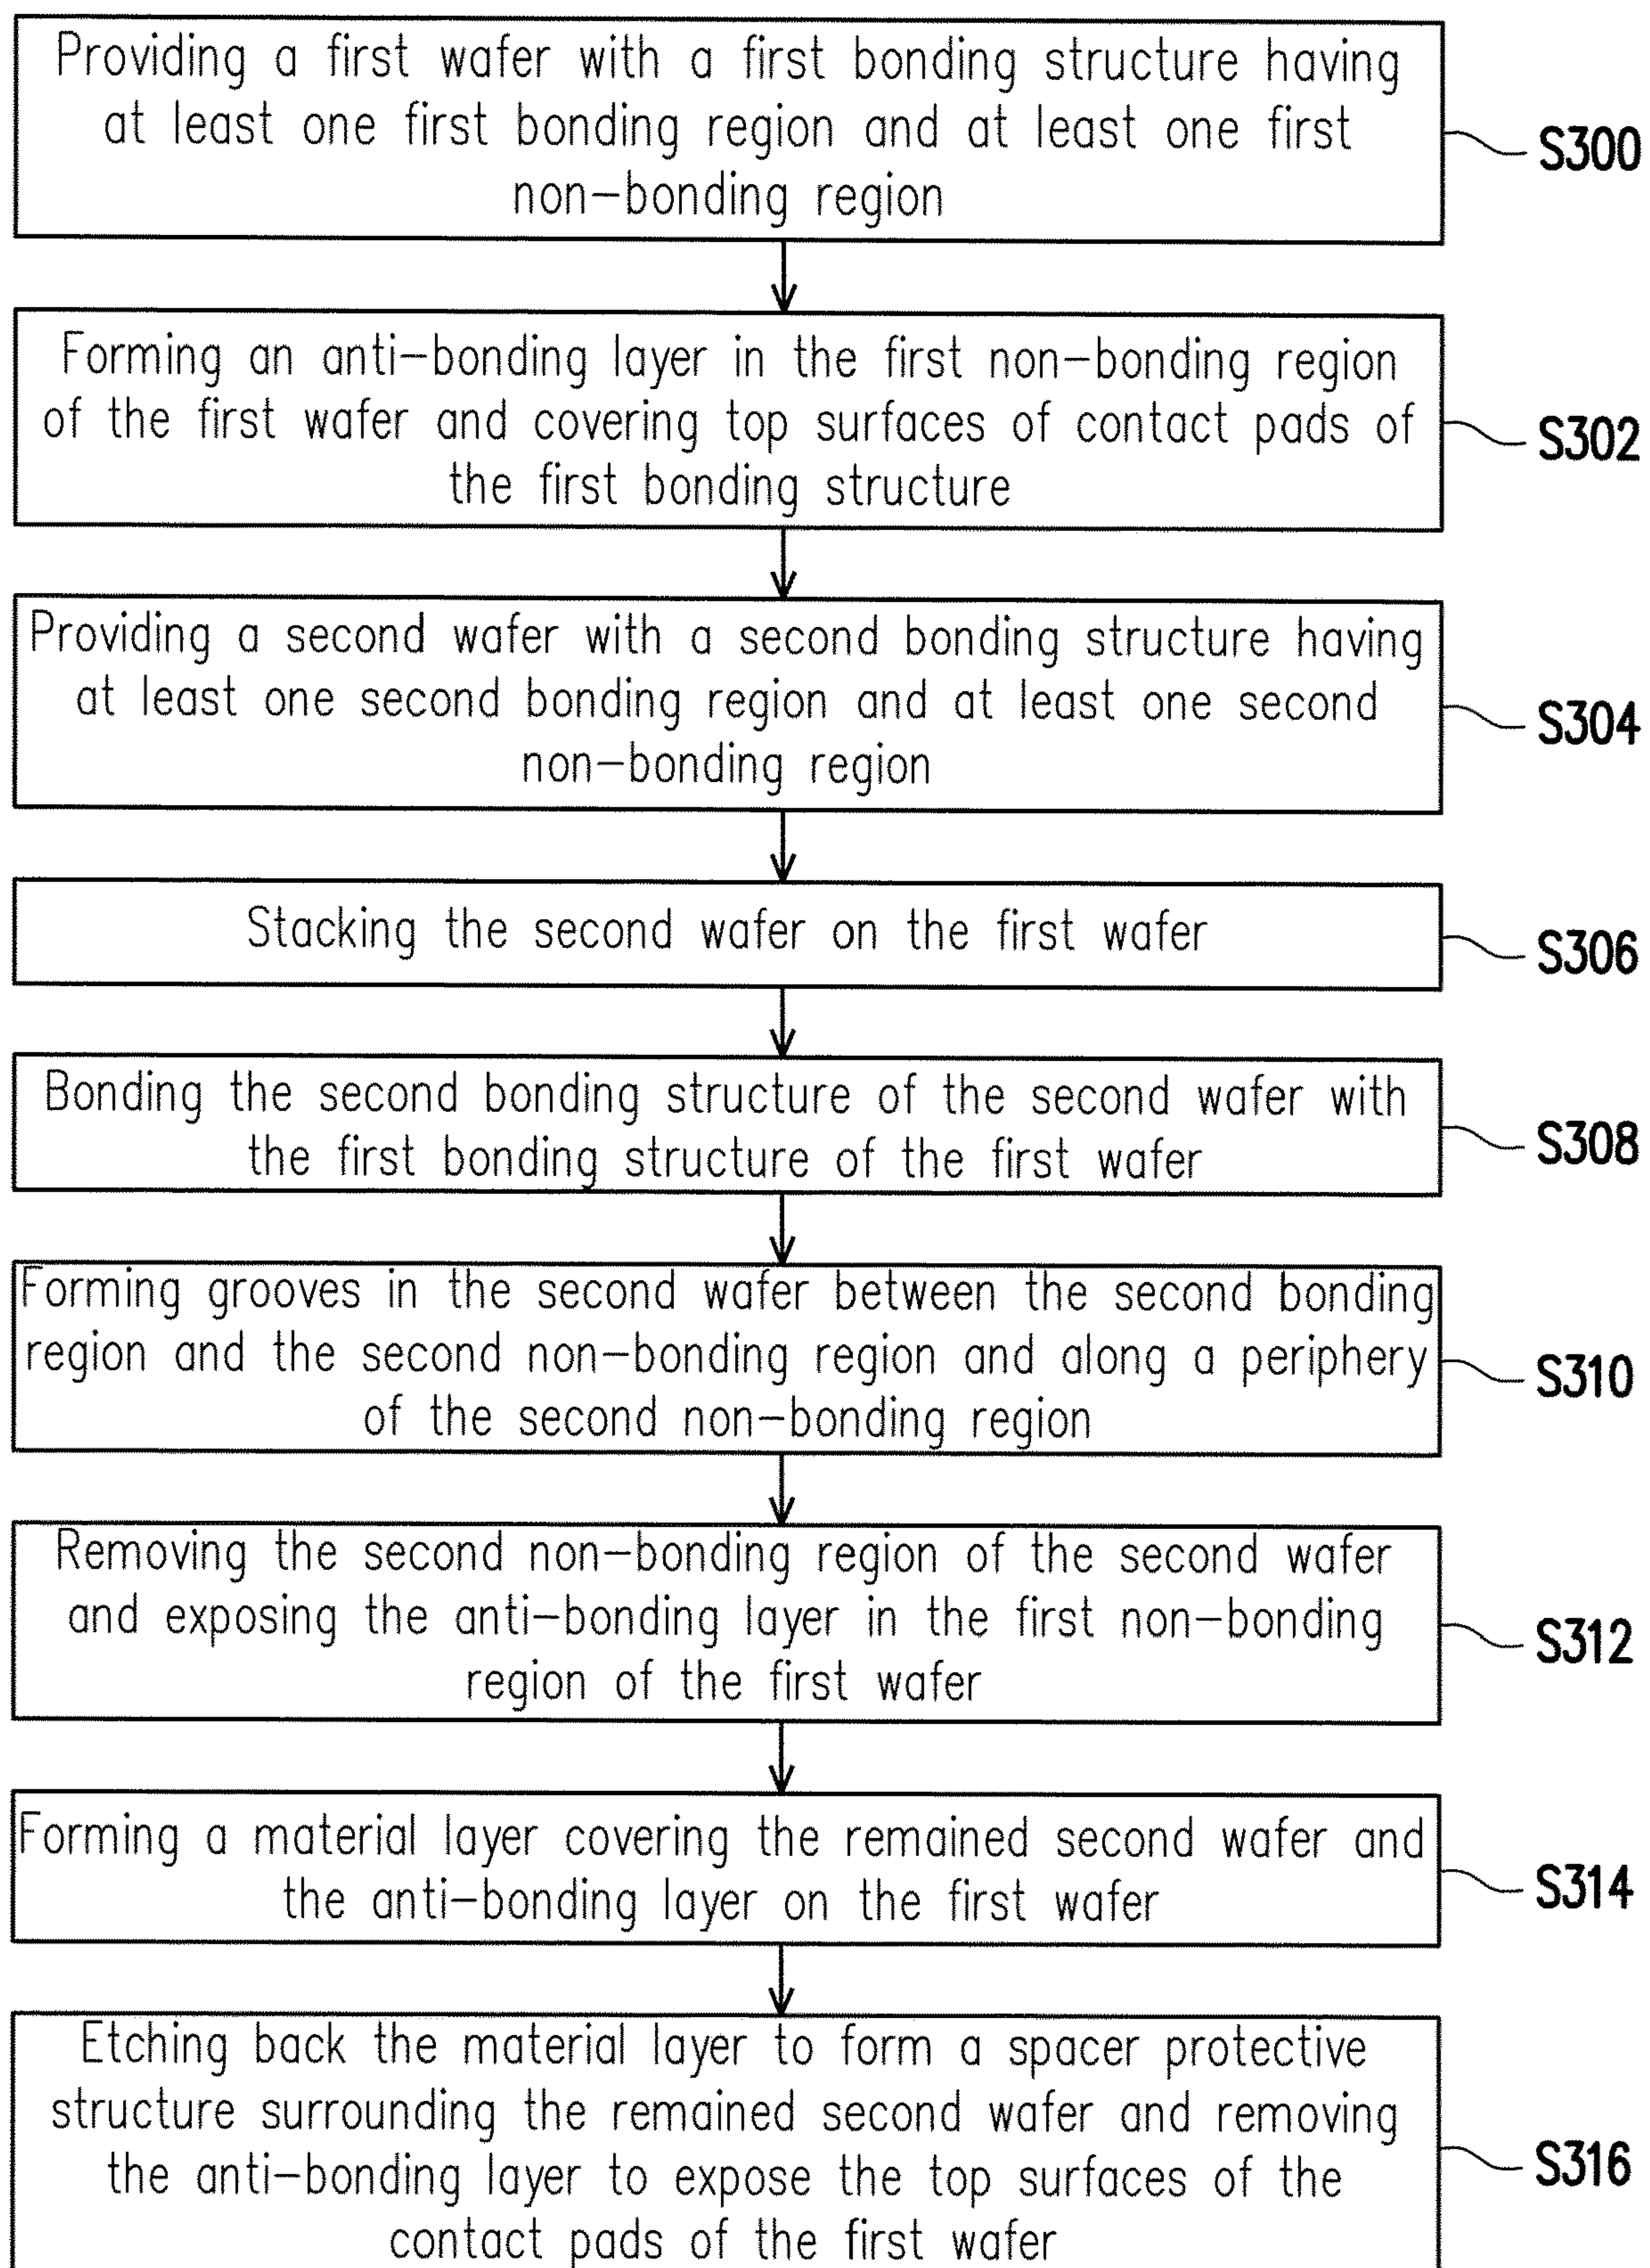 Providing a first wafer with a first bonding structure having
at least one first bonding region and at least one first
non-bonding region
S300
Forming an anti-bonding layer in the first non-bonding region
of the first wafer and covering top surfaces of contact pads of
the first bonding structure
S302
Providing a second wafer with a second bonding structure having
at least one second bonding region and at least one second
non-bonding region
S304
Stacking the second wafer on the first wafer
S306
Bonding the second bonding structure of the second wafer with
the first bonding structure of the first wafer
S308
Forming grooves in the second wafer between the second bonding
region and the second non-bonding region and along a periphery
of the second non-bonding region
S310
Removing the second non-bonding region of the second wafer
and exposing the anti-bonding layer in the first non-bonding
region of the first wafer
S312
Forming a material layer covering the remained second wafer and
the anti-bonding layer on the first wafer
S314
Etching back the material layer to form a spacer protective
structure surrounding the remained second wafer and removing
the anti-bonding layer to expose the top surfaces of the
contact pads of the first wafer
S316